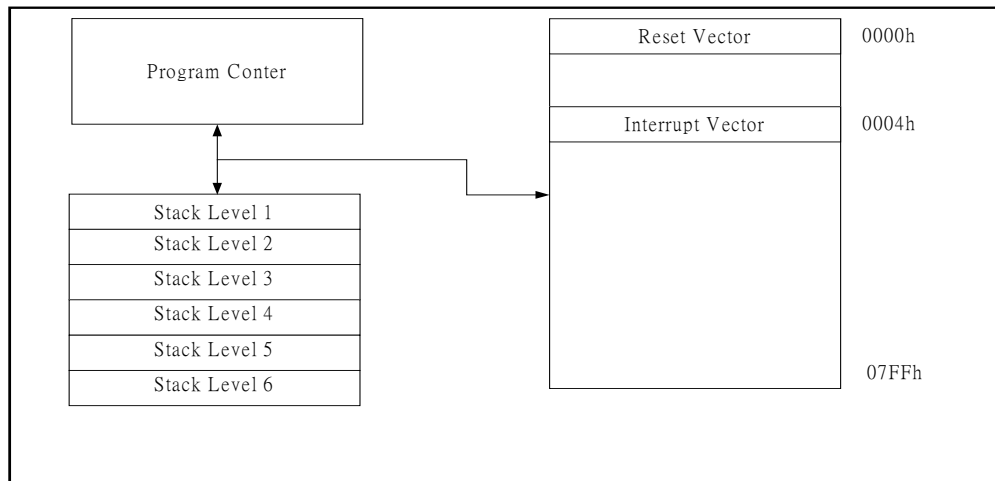 Program Conter
Stack Level 1
Stack Level 2
Stack Level 3
Stack Level 4
Stack Level 5
Stack Level 6
Reset Vector
0000h
Interrupt Vector
0004h
07FFh